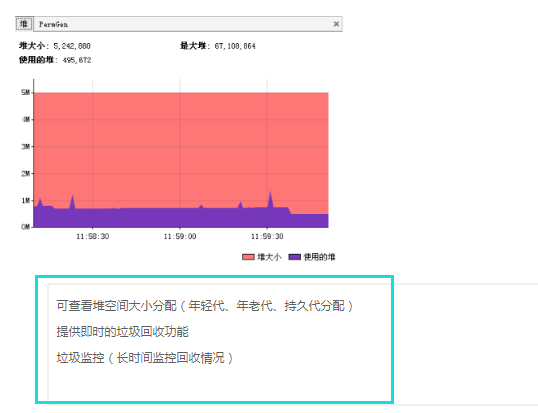 堆 PermGen ×
堆大小: 5,242,880 最大堆: 67,108,864
使用的堆: 495,672
5M
4M
3M
2M
1M
0M
11:58:30 11:59:00 11:59:30
堆大小 使用的堆
可查看堆空间大小分配（年轻代、年老代、持久代分配）
提供即时的垃圾回收功能
垃圾监控（长时间监控回收情况）